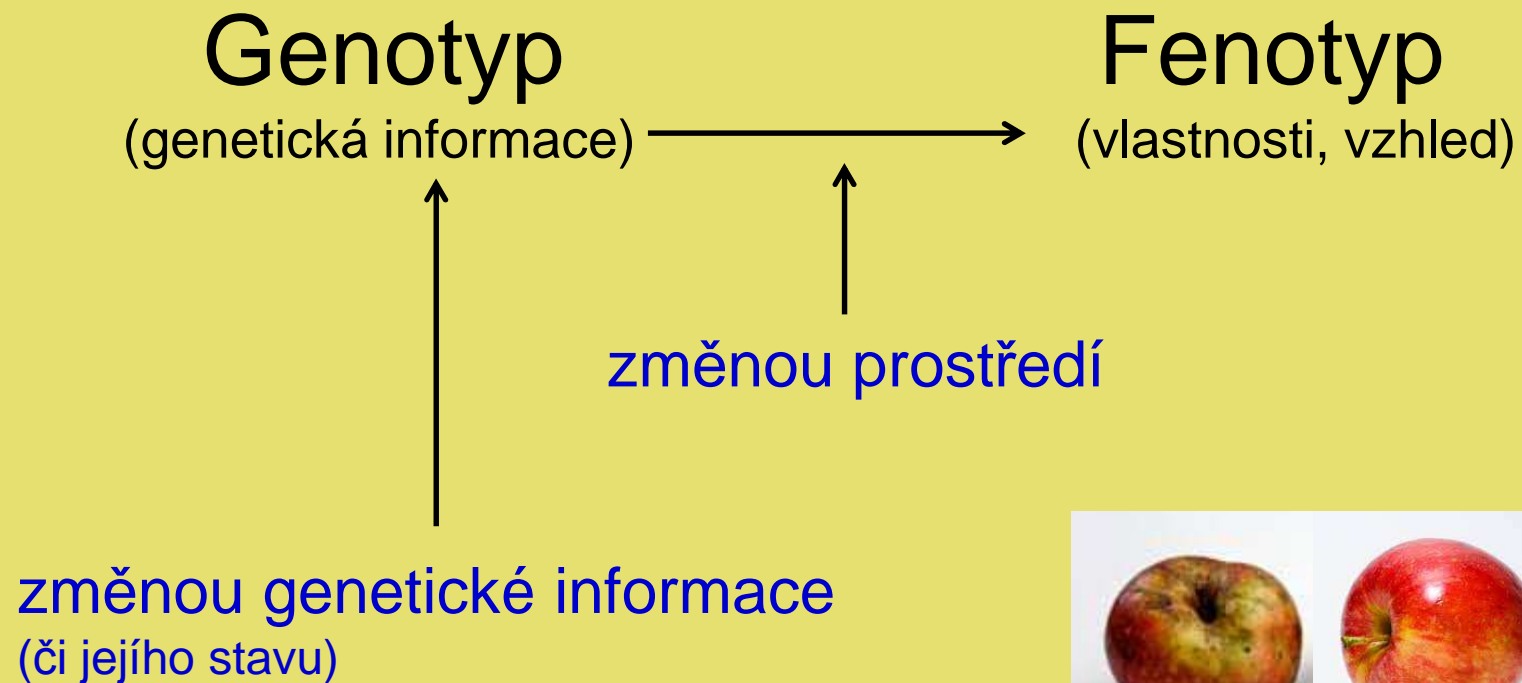 Genotyp Fenotyp
(genetická informace) (vlastnosti, vzhled)
změnou prostředí
změnou genetické informace
(či jejího stavu)